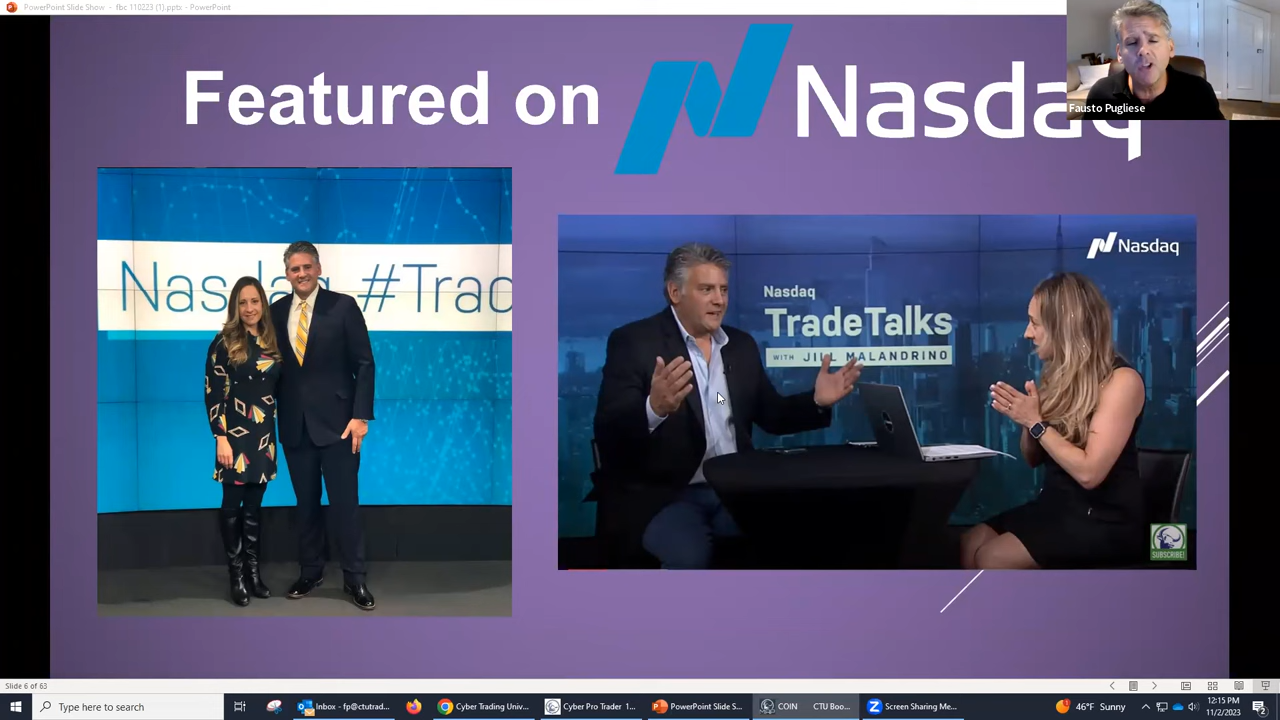 PowerPoint Slide Show - fbc 110223 (1).pptx - PowerPoint
Featured on Nasdaq
Fausto Pugliese
Nasdaq #Trad
Nasdaq
Nasdaq
TradeTalks
WITH JILL MALANDRINO
SUBSCRIBE!
Slide 6 of 63
Type here to search
Inbox - fp@ctutrad...
Cyber Trading Univ...
Cyber Pro Trader 1...
PowerPoint Slide S...
COIN CTU Boo...
Screen Sharing Me...
46°F Sunny
12:15 PM
11/2/2023